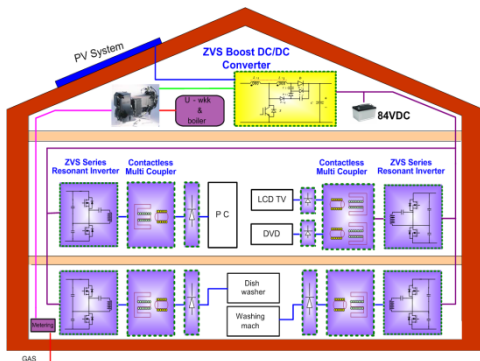 PV System
ZVS Boost DC/DC
Converter
U - wkk
&
boiler
84VDC
ZVS Series
Resonant Inverter
Contactless
Multi Coupler
Contactless
Multi Coupler
ZVS Series
Resonant Inverter
P C
LCD TV
DVD
Dish
washer
Washing
mach
Metering
GAS